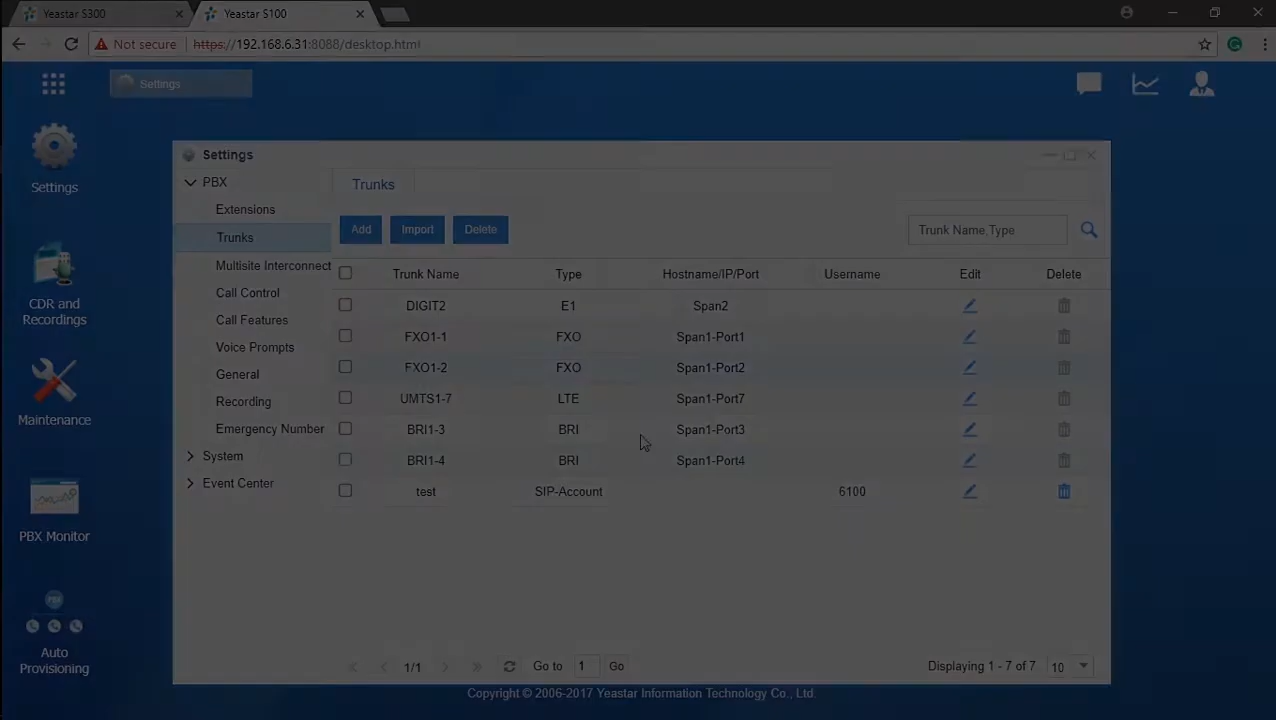 Yeastar S300
Yeastar S100
Not secure
https://192.168.6.31:8088/desktop.html
Settings
Settings
CDR and
Recordings
Maintenance
PBX Monitor
PBX
Auto
Provisioning
Settings
PBX
Extensions
Trunks
Multisite Interconnect
Call Control
Call Features
Voice Prompts
General
Recording
Emergency Number
System
Event Center
Trunks
Add Import Delete
Trunk Name,Type
Trunk Name Type Hostname/IP/Port Username Edit Delete
DIGIT2 E1 Span2
FXO1-1 FXO Span1-Port1
FXO1-2 FXO Span1-Port2
UMTS1-7 LTE Span1-Port7
BRI1-3 BRI Span1-Port3
BRI1-4 BRI Span1-Port4
test SIP-Account 6100
1/1 Go to 1 Go
Displaying 1 - 7 of 7 10
Copyright © 2006-2017 Yeastar Information Technology Co., Ltd.